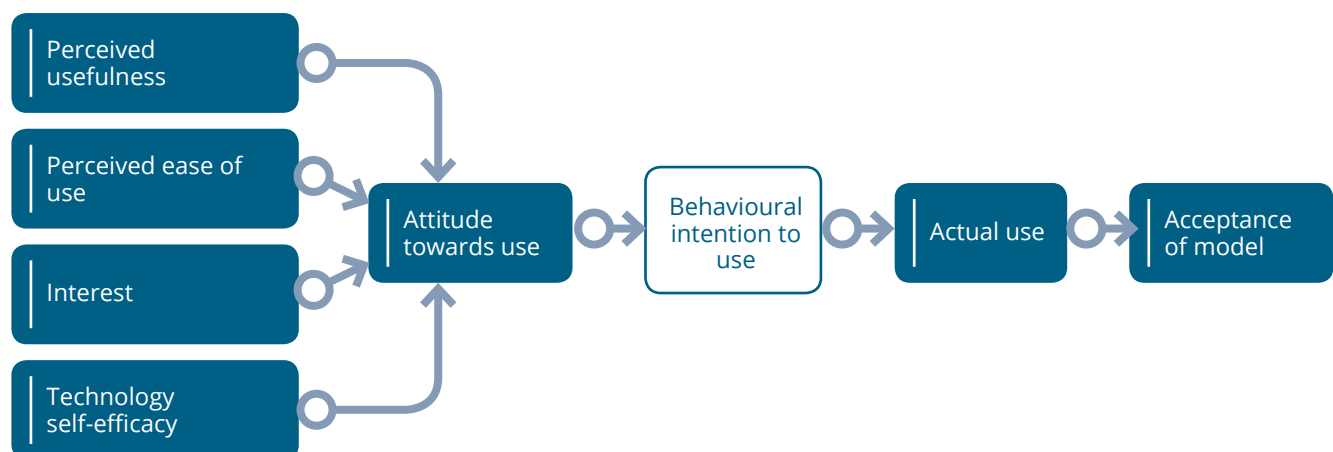 Perceived
usefulness
Perceived ease of
use
Interest
Technology
self-efficacy
Attitude
towards use
Behavioural
intention to
use
Actual use
Acceptance
of model